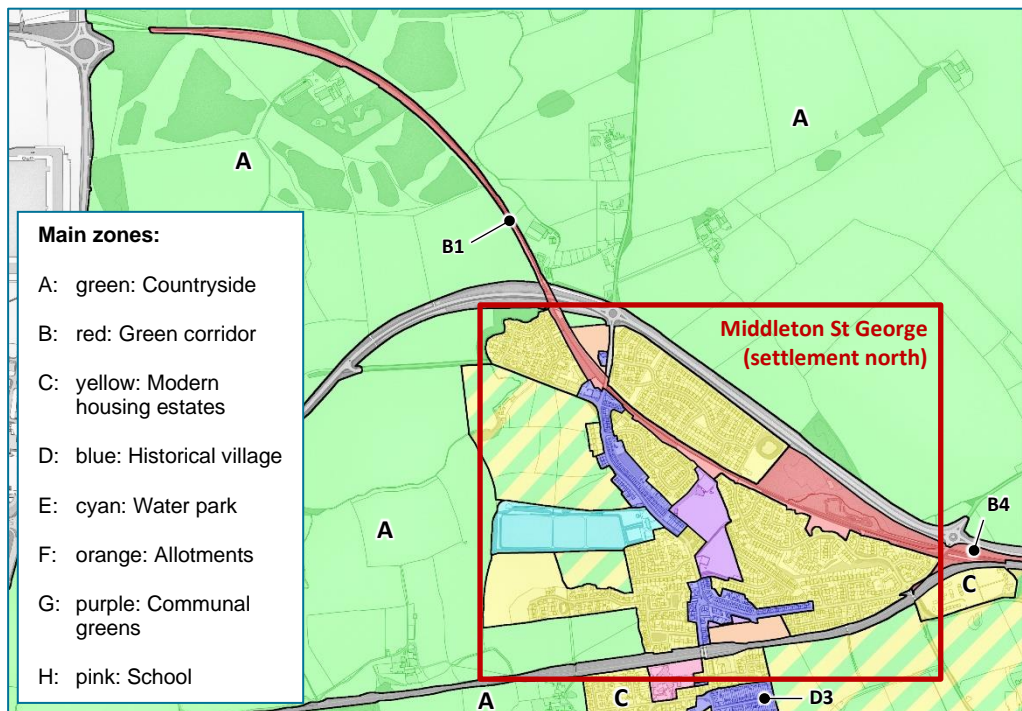 A
A
B1
Main zones:
A: green: Countryside
B: red: Green corridor
C: yellow: Modern
housing estates
D: blue: Historical village
E: cyan: Water park
F: orange: Allotments
G: purple: Communal
greens
H: pink: School
Middleton St George
(settlement north)
A
B4
C
A
C
D3